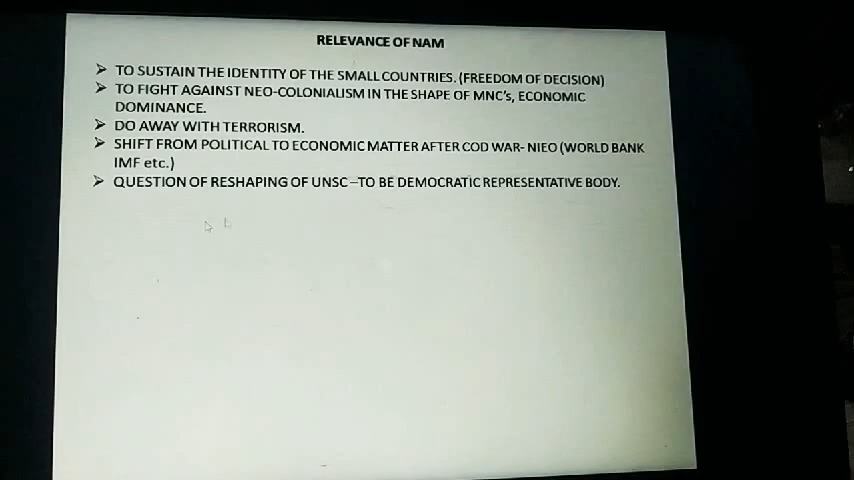 RELEVANCE OF NAM
➢ TO SUSTAIN THE IDENTITY OF THE SMALL COUNTRIES. (FREEDOM OF DECISION)
➢ TO FIGHT AGAINST NEO-COLONIALISM IN THE SHAPE OF MNC's, ECONOMIC
DOMINANCE.
➢ DO AWAY WITH TERRORISM.
➢ SHIFT FROM POLITICAL TO ECONOMIC MATTER AFTER COD WAR- NIEO (WORLD BANK
IMF etc.)
➢ QUESTION OF RESHAPING OF UNSC –TO BE DEMOCRATIC REPRESENTATIVE BODY.